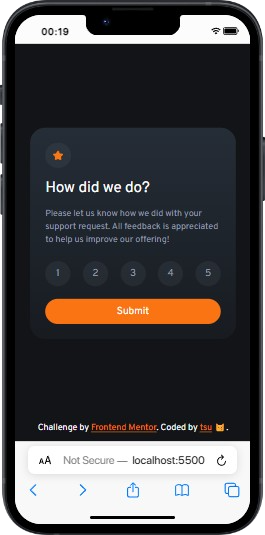 00:19
How did we do?
Please let us know how we did with your
support request. All feedback is appreciated
to help us improve our offering!
1 2 3 4 5
Submit
Challenge by Frontend Mentor. Coded by tsu 🐱.
AA Not Secure — localhost:5500